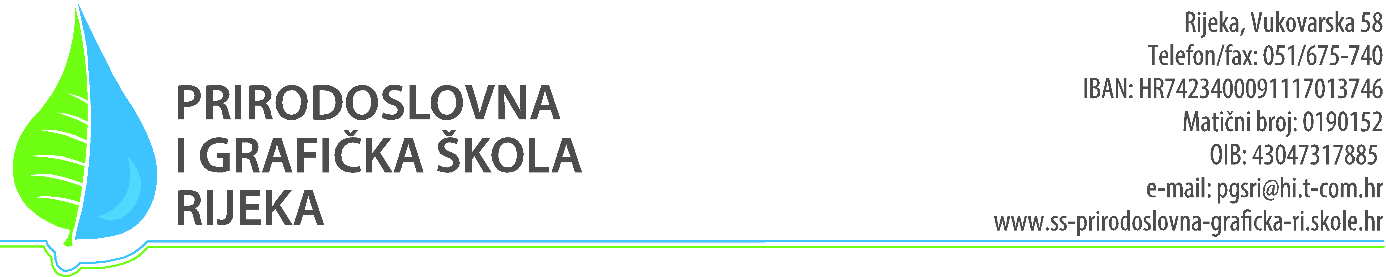 PRIRODOSLOVNA
I GRAFIČKA ŠKOLA
RIJEKA
Rijeka, Vukovarska 58
Telefon/fax: 051/675-740
IBAN: HR7423400091117013746
Matični broj: 0190152
OIB: 43047317885
e-mail: pgsri@hi.t-com.hr
www.ss-prirodoslovna-graficka-ri.skole.hr